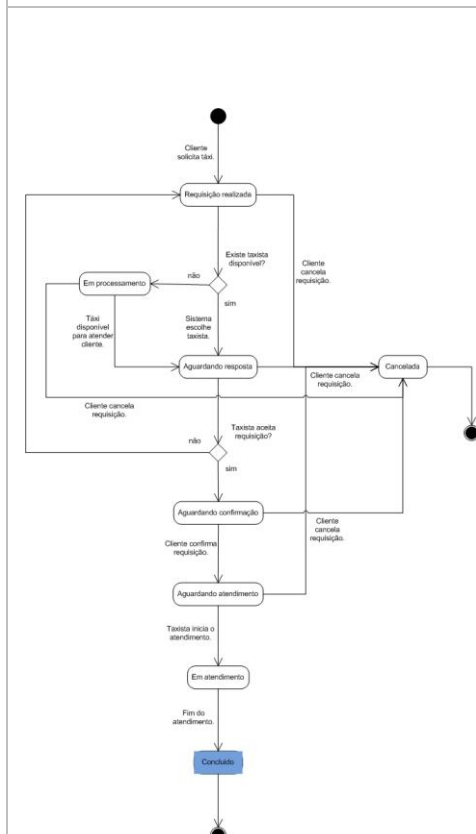 Cliente
solicita táxi.
Requisição realizada
Existe taxista
disponível?
Cliente
cancela
requisição.
não
Em processamento
sim
Táxi
disponível
para atender
cliente.
Sistema
escolhe
taxista.
Aguardando resposta
Cliente cancela
requisição.
Cancelada
Cliente cancela
requisição.
Taxista aceita
requisição?
não
sim
Aguardando confirmação
Cliente
cancela
requisição.
Cliente confirma
requisição.
Aguardando atendimento
Taxista inicia o
atendimento.
Em atendimento
Fim do
atendimento.
Concluído